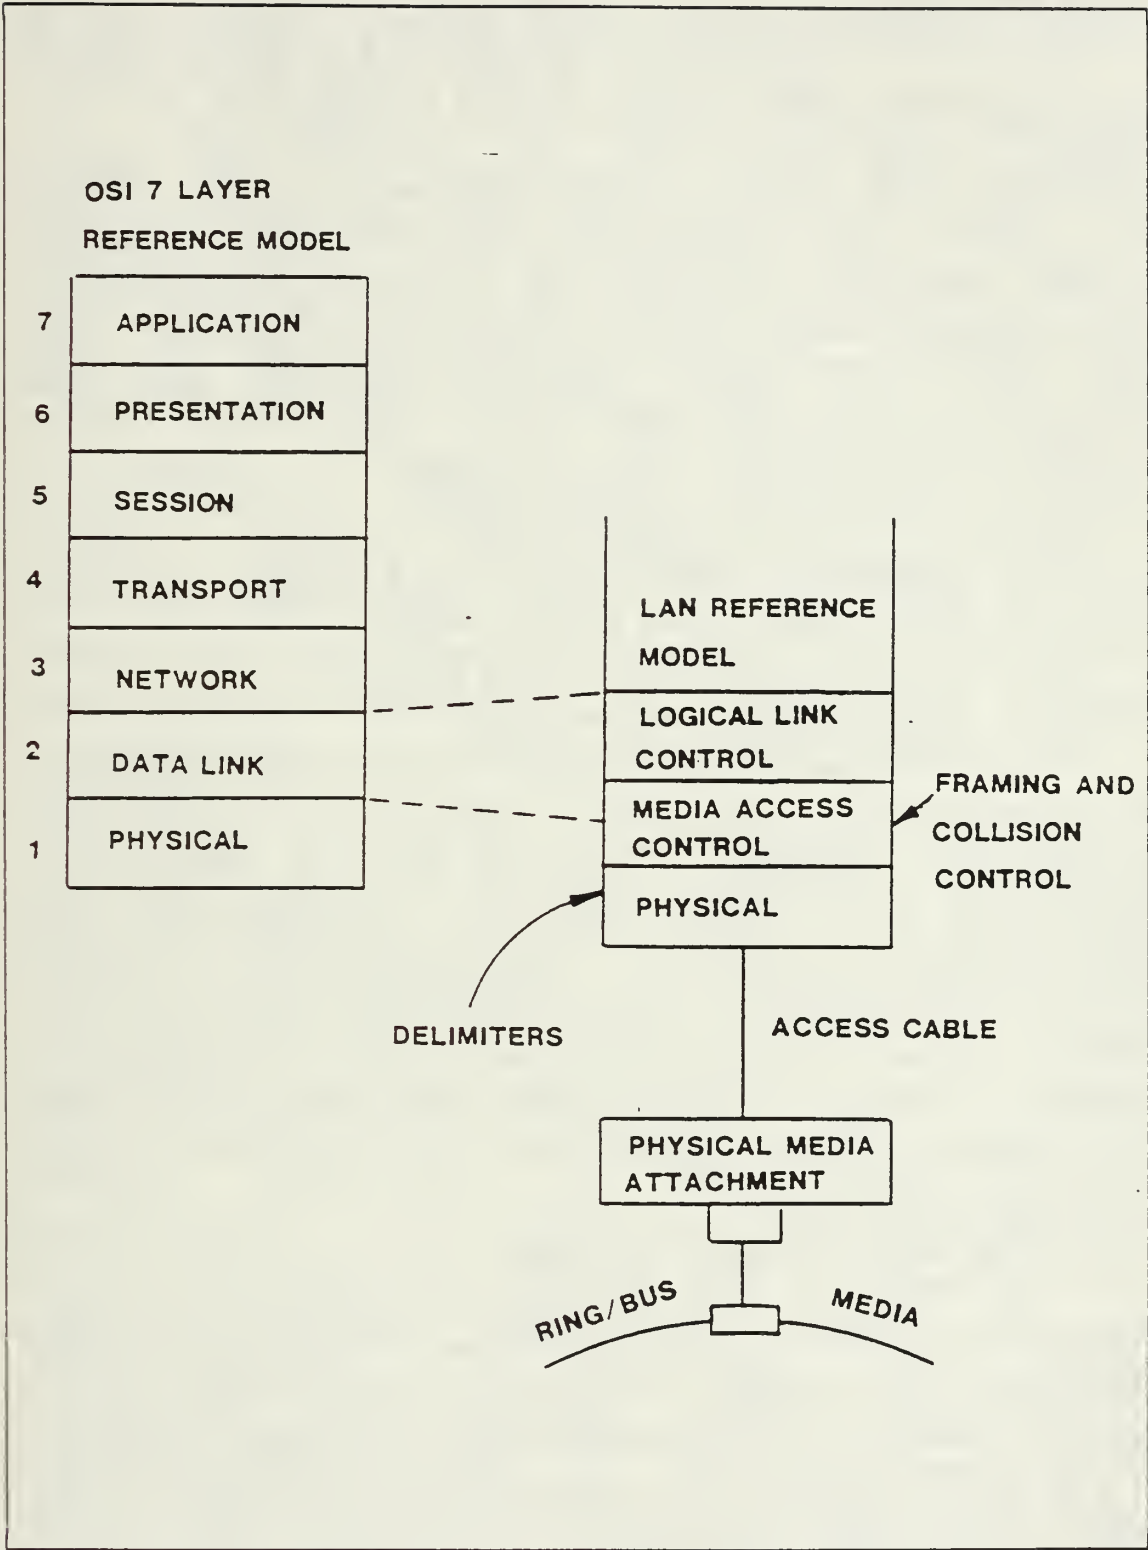 OSI 7 LAYER
REFERENCE MODEL
7 APPLICATION
6 PRESENTATION
5 SESSION
4 TRANSPORT
3 NETWORK
2 DATA LINK
1 PHYSICAL
LAN REFERENCE
MODEL
LOGICAL LINK
CONTROL
MEDIA ACCESS
CONTROL
PHYSICAL
FRAMING AND
COLLISION
CONTROL
DELIMITERS
ACCESS CABLE
PHYSICAL MEDIA
ATTACHMENT
RING/BUS MEDIA